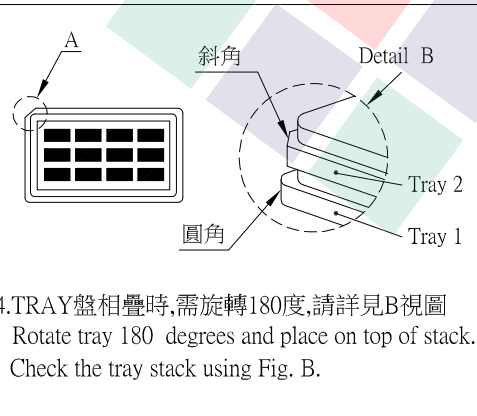 A
斜角
Detail B
Tray 2
圓角
Tray 1
4.TRAY盤相疊時,需旋轉180度,請詳見B視圖
Rotate tray 180 degrees and place on top of stack.
Check the tray stack using Fig. B.